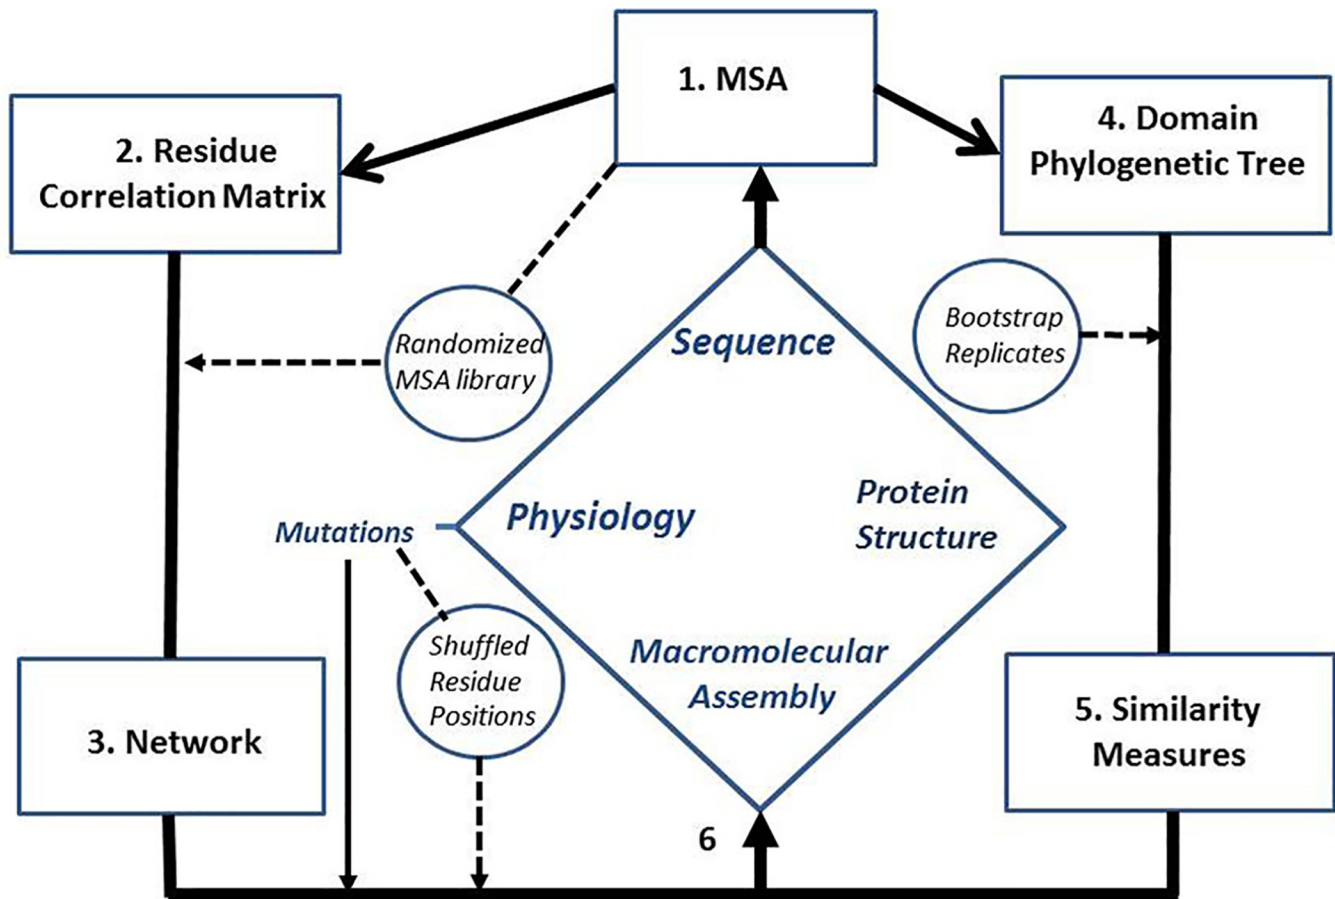 1. MSA
2. Residue
Correlation Matrix
4. Domain
Phylogenetic Tree
Randomized
MSA library
Sequence
Bootstrap
Replicates
Mutations
Physiology
Protein
Structure
Shuffled
Residue
Positions
Macromolecular
Assembly
3. Network
5. Similarity
Measures
6